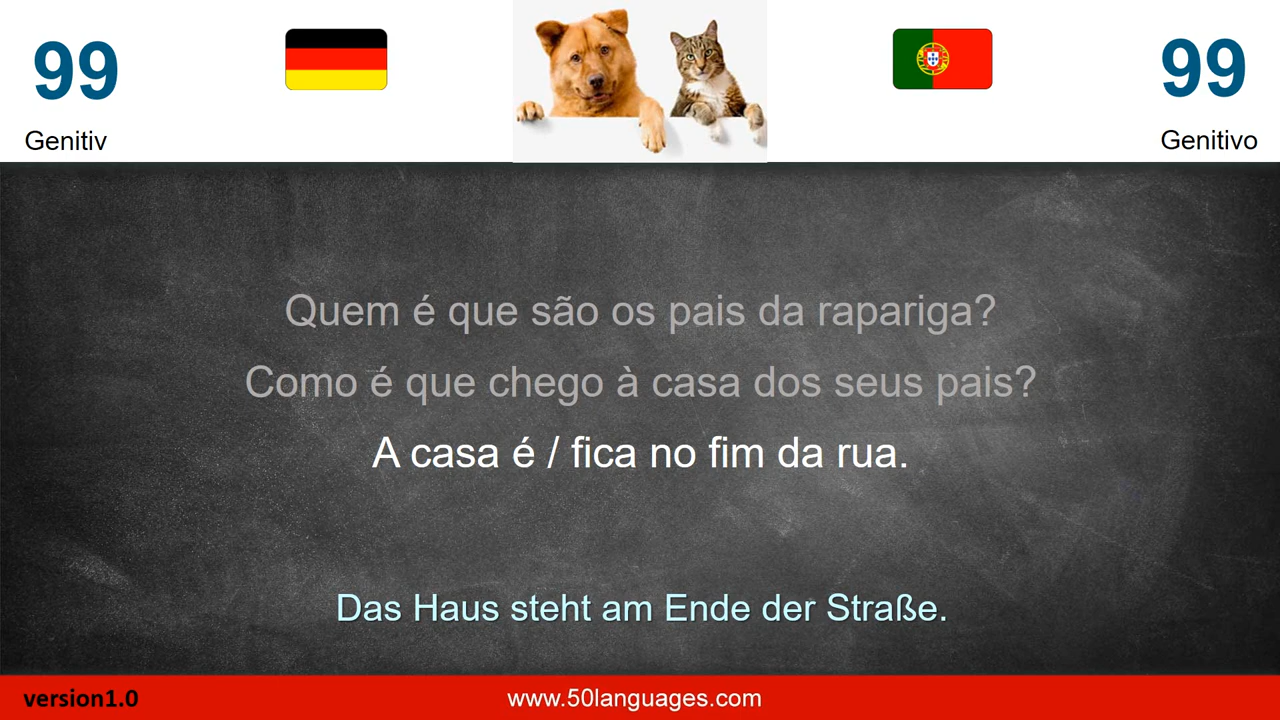 99
99
Genitiv
Genitivo
Quem é que são os pais da rapariga?
Como é que chego à casa dos seus pais?
A casa é / fica no fim da rua.
Das Haus steht am Ende der Straße.
version1.0
www.50languages.com